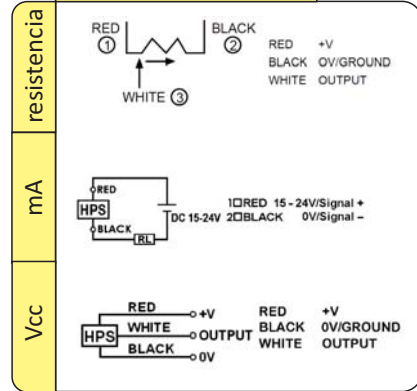 resistencia
RED
①
BLACK
②
WHITE ③
RED +V
BLACK 0V/GROUND
WHITE OUTPUT
mA
RED
HPS
BLACK
RL
DC 15-24V
1□RED 15-24V/Signal +
2□BLACK 0V/Signal −
Vcc
RED
+V
HPS
WHITE
OUTPUT
BLACK
0V
RED +V
BLACK 0V/GROUND
WHITE OUTPUT